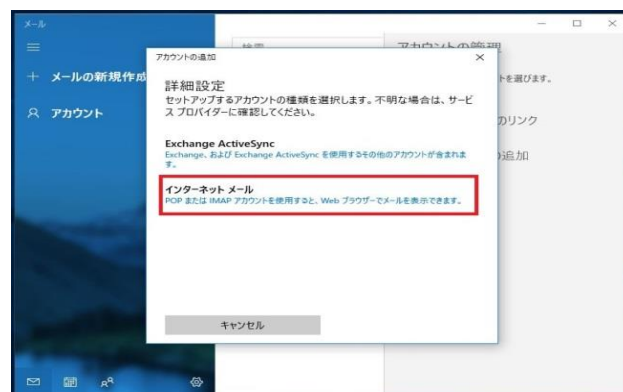 メール
アカウントの管理
アカウントの追加
メールの新規作成
アカウント
詳細設定
セットアップするアカウントの種類を選択します。不明な場合は、サービ
ス プロバイダーに確認してください。
Exchange ActiveSync
Exchange、および Exchange ActiveSync を使用するその他のアカウントが含まれま
す。
インターネット メール
POP または IMAP アカウントを使用すると、Web ブラウザーでメールを表示できます。
キャンセル
トを選びます。
のリンク
の追加